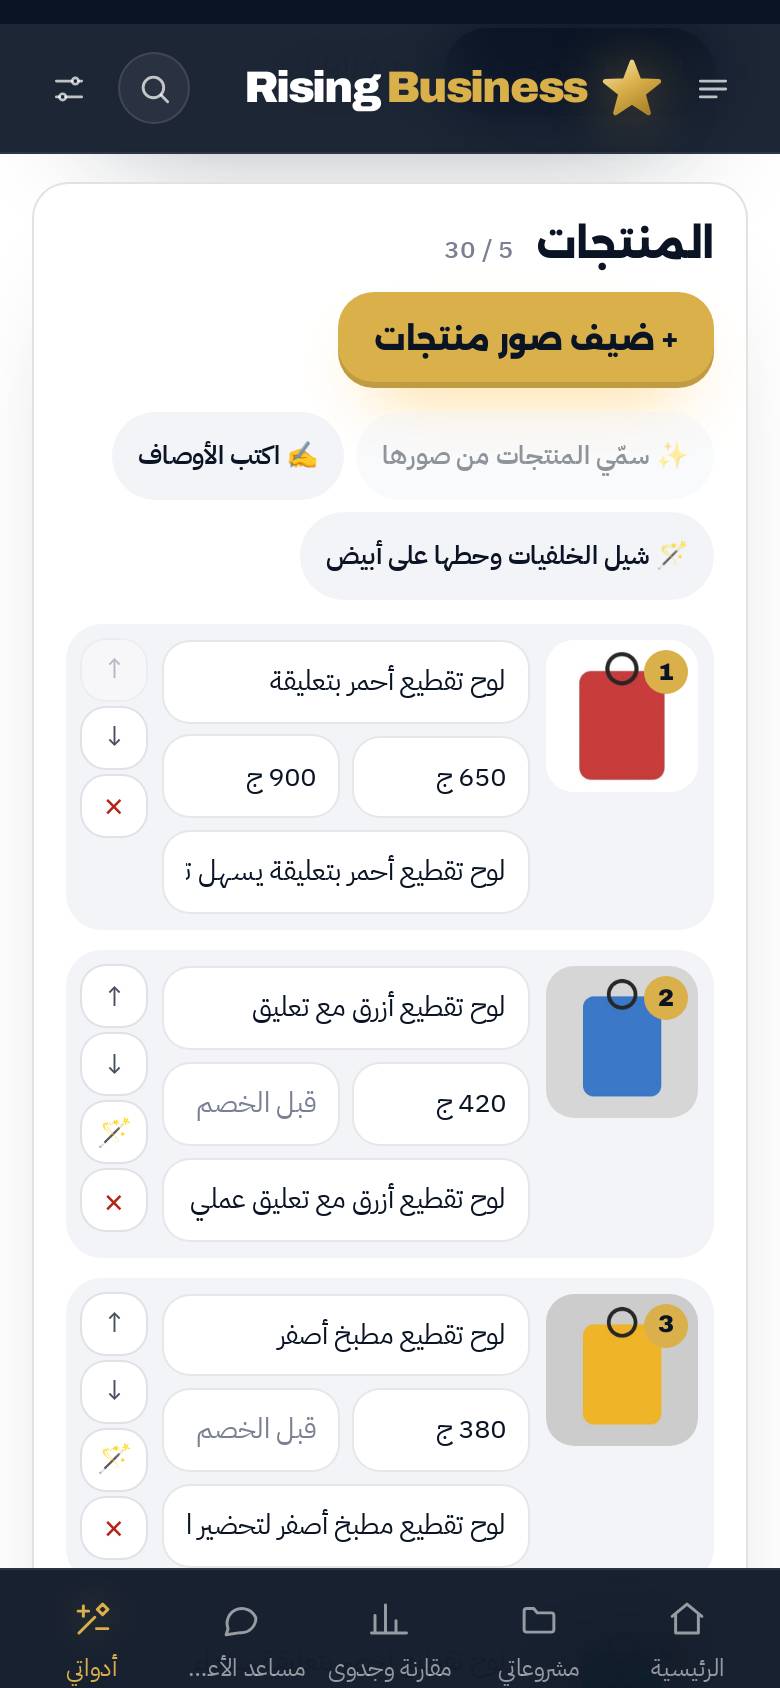 Rising Business
المنتجات 5 / 30
+ ضيف صور منتجات
✨ سمّي المنتجات من صورها
✍️ اكتب الأوصاف
🪄 شيل الخلفيات وحطها على أبيض
1
لوح تقطيع أحمر بتعليقة
650 ج
900 ج
لوح تقطيع أحمر بتعليقة يسهل ت
↑
↓
×
2
لوح تقطيع أزرق مع تعليق
420 ج
قبل الخصم
لوح تقطيع أزرق مع تعليق عملي
↑
↓
🪄
×
3
لوح تقطيع مطبخ أصفر
380 ج
قبل الخصم
لوح تقطيع مطبخ أصفر لتحضير ا
↑
↓
🪄
×
الرئيسية
مشروعاتي
مقارنة وجدوى
مساعد الأعـ...
أدواتي